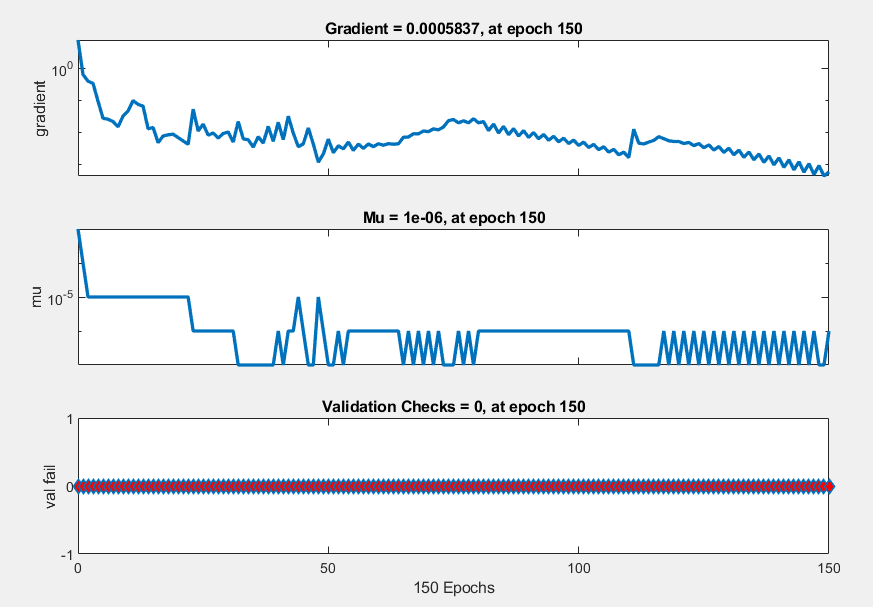 Gradient = 0.0005837, at epoch 150
10^0
gradient
Mu = 1e-06, at epoch 150
10^-5
mu
Validation Checks = 0, at epoch 150
1
0
-1
val fail
0 50 100 150
150 Epochs